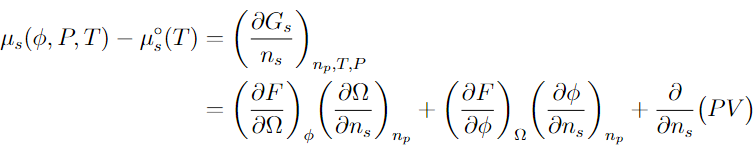 μ_s(ϕ, P, T) − μ_s^∘(T) = (∂G_s / n_s)_{n_p,T,P}
= (∂F / ∂Ω)_ϕ (∂Ω / ∂n_s)_{n_p} + (∂F / ∂ϕ)_Ω (∂ϕ / ∂n_s)_{n_p} + ∂ / ∂n_s (PV)